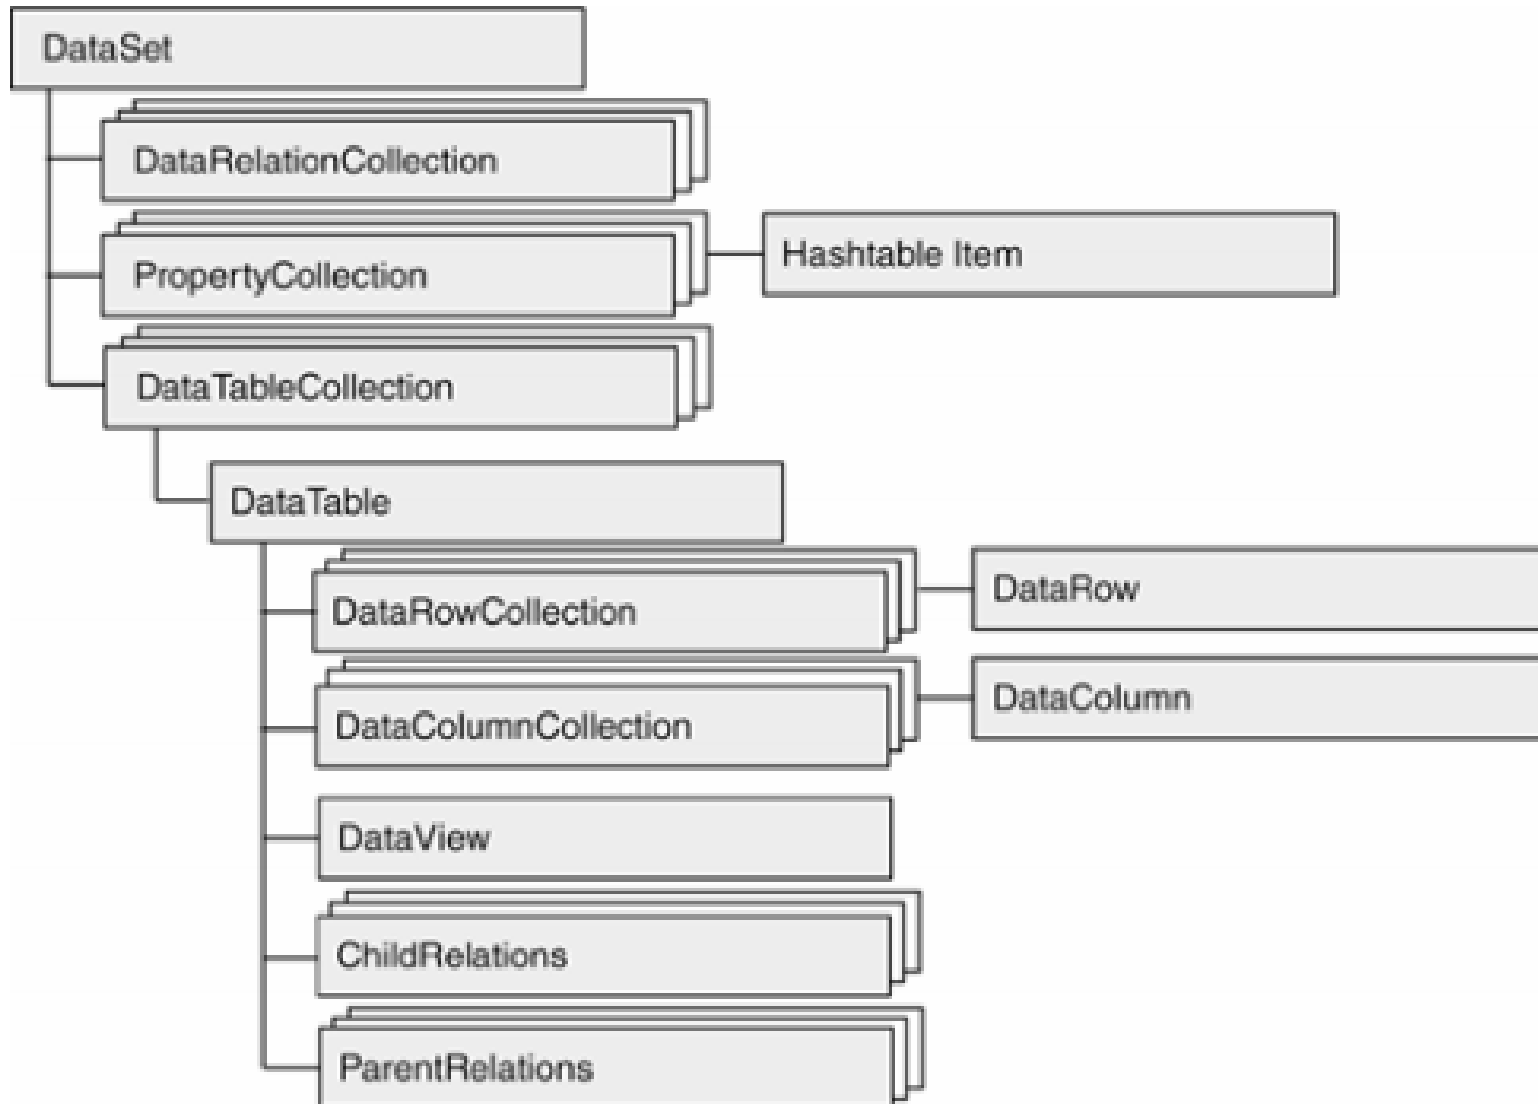 DataSet
DataRelationCollection
PropertyCollection
Hashtable Item
DataTableCollection
DataTable
DataRowCollection
DataRow
DataColumnCollection
DataColumn
DataView
ChildRelations
ParentRelations